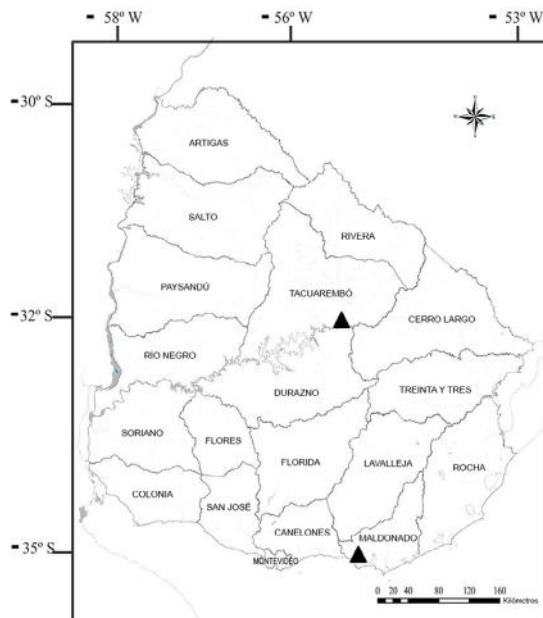 58º W
56º W
53º W
30º S
ARTIGAS
SALTO
RIVERA
PAYSANDÚ
TACUAREMBÓ
32º S
CERRO LARGO
RÍO NEGRO
DURAZNO
TREINTA Y TRES
SORIANO
FLORES
FLORIDA
LAVALLEJA
ROCHA
COLONIA
SAN JOSÉ
CANELONES
MALDONADO
35º S
MONTEVIDEO
0 20 40 80 120 160
Kilómetros